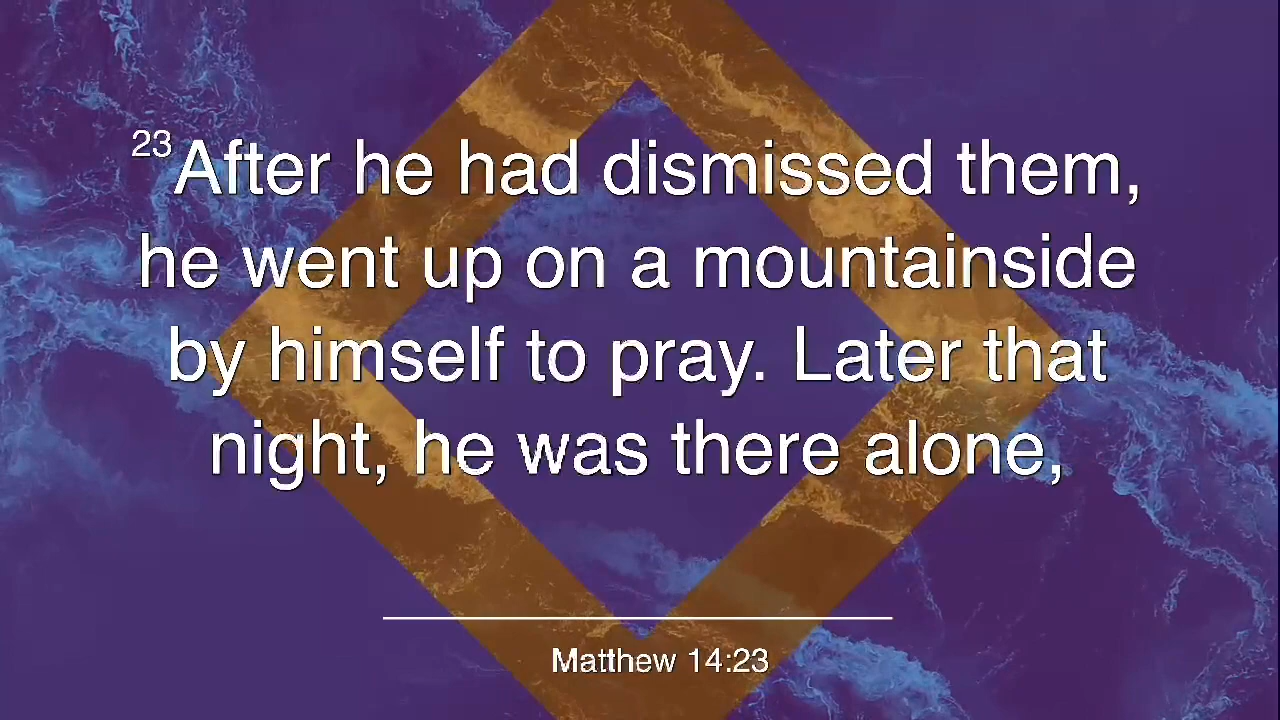 23After he had dismissed them,
he went up on a mountainside
by himself to pray. Later that
night, he was there alone,
Matthew 14:23